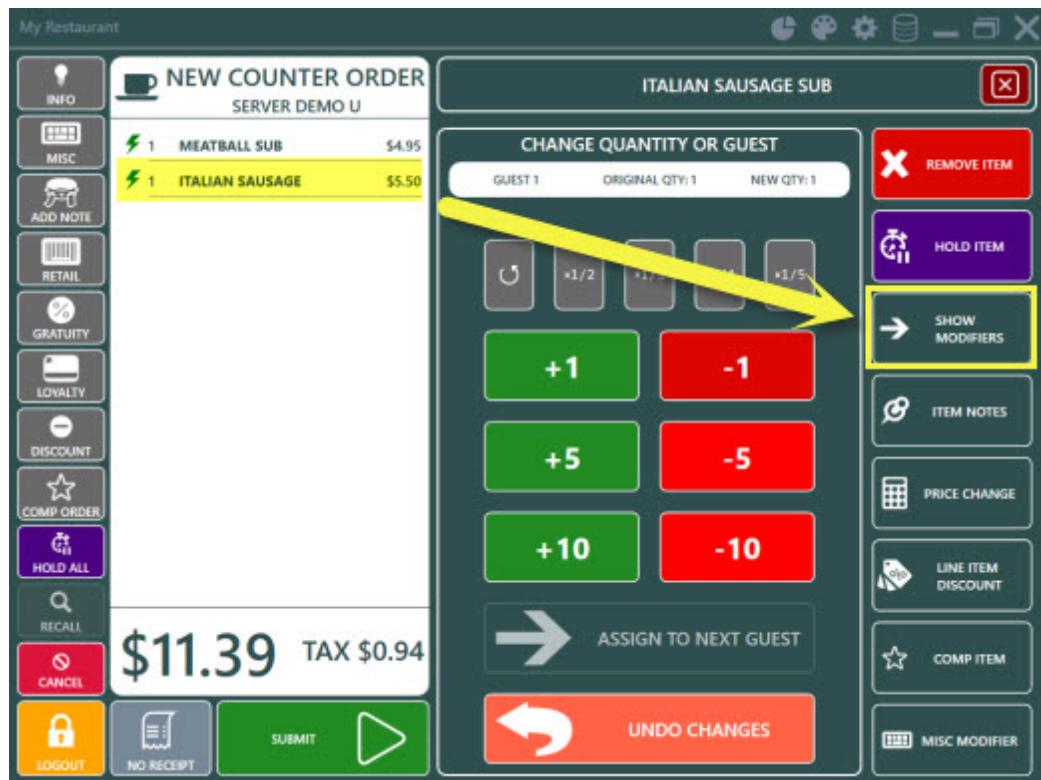 My Restaurant
INFO
MISC
ADD NOTE
RETAIL
GRATUITY
LOYALTY
DISCOUNT
COMP ORDER
HOLD ALL
RECALL
CANCEL
LOGOUT
NEW COUNTER ORDER
SERVER DEMO U
1 MEATBALL SUB $4.95
1 ITALIAN SAUSAGE $5.50
$11.39 TAX $0.94
NO RECEIPT
SUBMIT
ITALIAN SAUSAGE SUB
CHANGE QUANTITY OR GUEST
GUEST 1 ORIGINAL QTY: 1 NEW QTY: 1
×1/2 ×1/5
+1 -1
+5 -5
+10 -10
ASSIGN TO NEXT GUEST
UNDO CHANGES
REMOVE ITEM
HOLD ITEM
SHOW
MODIFIERS
ITEM NOTES
PRICE CHANGE
LINE ITEM
DISCOUNT
COMP ITEM
MISC MODIFIER